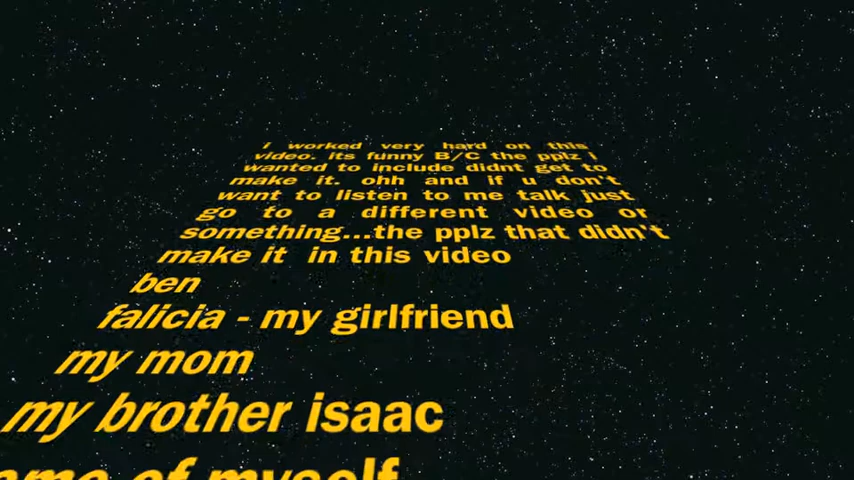 i worked very hard on this
video. its funny B/C the pplz i
wanted to include didnt get to
make it. ohh and if u don't
want to listen to me talk just
go to a different video or
something...the pplz that didn't
make it in this video
ben
falicia - my girlfriend
my mom
my brother isaac
of myself